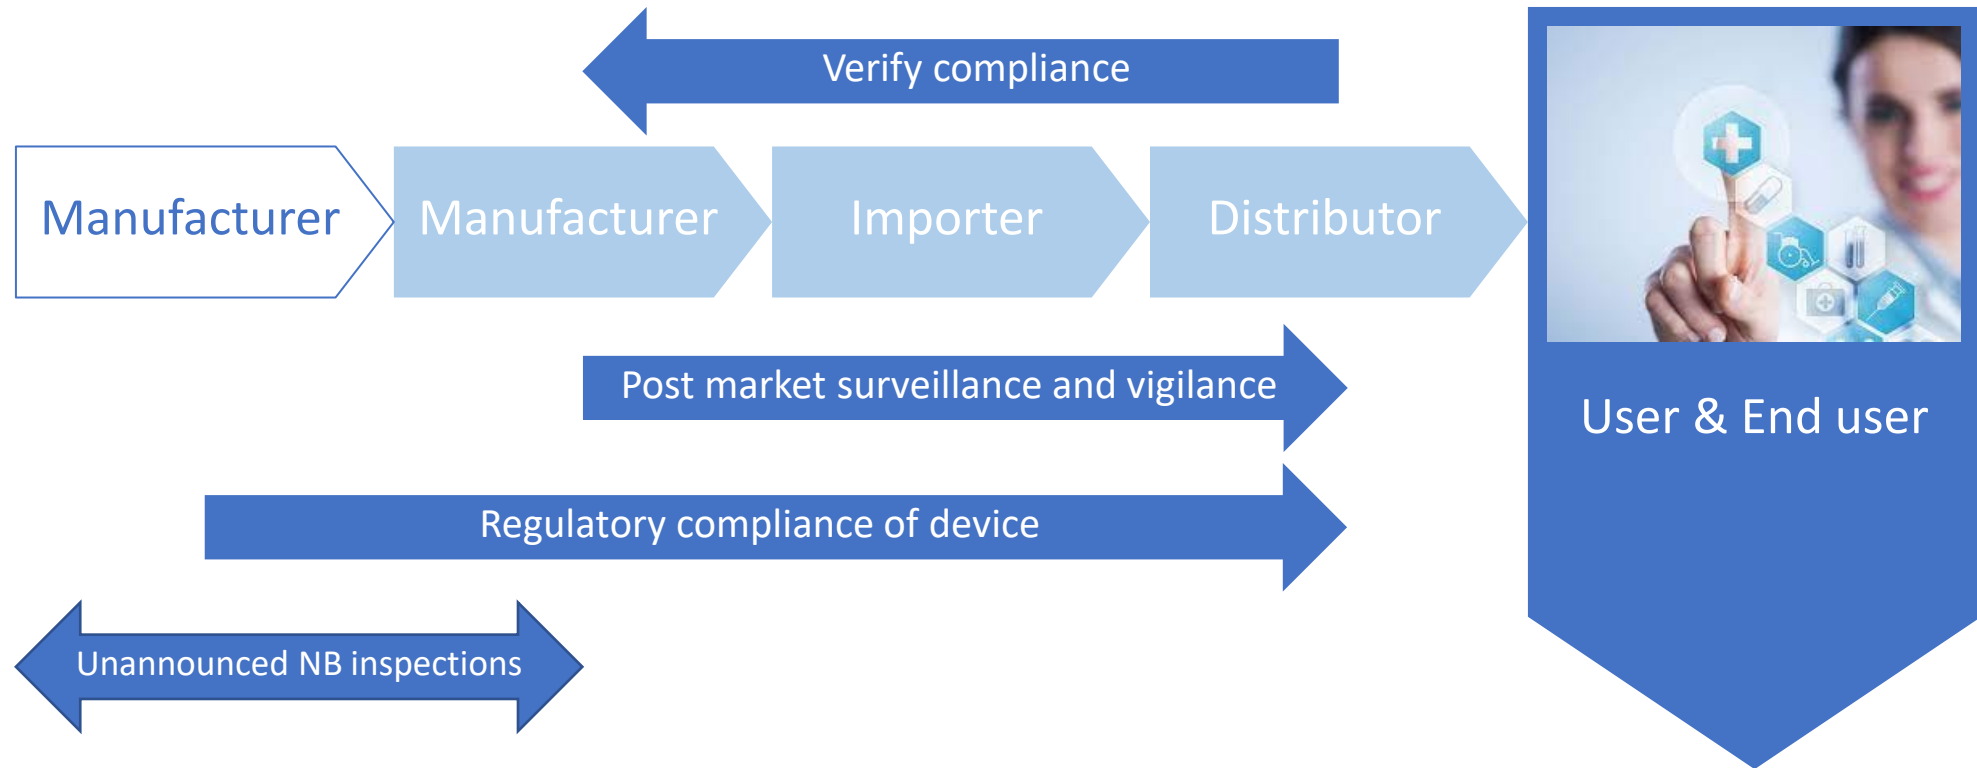 Verify compliance
Manufacturer
Manufacturer
Importer
Distributor
Post market surveillance and vigilance
User & End user
Regulatory compliance of device
Unannounced NB inspections